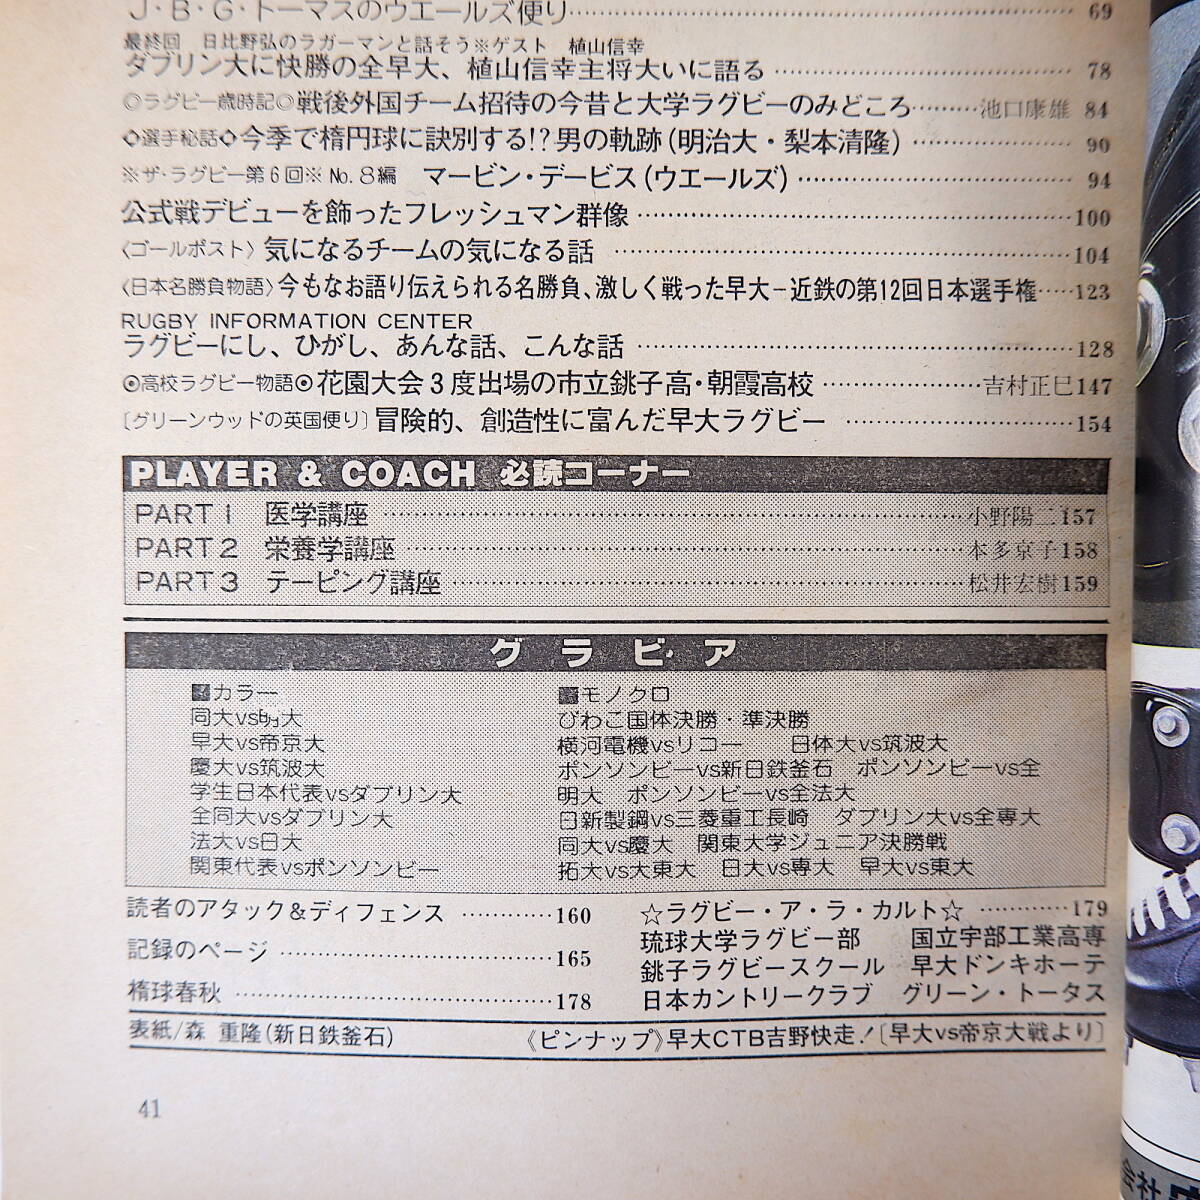 J・B・G・トーマスのウエールズ便り…………69
最終回　日比野弘のラガーマンと話そう※ゲスト　植山信幸
ダブリン大に快勝の全早大、植山信幸主将大いに語る…………78
◎ラグビー歳時記◎戦後外国チーム招待の今昔と大学ラグビーのみどころ………池口康雄 84
◇選手秘話◇今季で楕円球に訣別する!?男の軌跡(明治大・梨本清隆)…………90
※ザ・ラグビー第6回※ No.8編　マービン・デービス(ウエールズ)…………94
公式戦デビューを飾ったフレッシュマン群像…………100
〈ゴールポスト〉気になるチームの気になる話…………104
〈日本名勝負物語〉今もなお語り伝えられる名勝負、激しく戦った早大－近鉄の第12回日本選手権……123
RUGBY INFORMATION CENTER
ラグビーにし、ひがし、あんな話、こんな話…………128
◎高校ラグビー物語◎花園大会3度出場の市立銚子高・朝霞高校…………吉村正巳147
〔グリーンウッドの英国便り〕冒険的、創造性に富んだ早大ラグビー…………154
PLAYER & COACH 必読コーナー
PART 1　医学講座…………小野陽二157
PART 2　栄養学講座…………本多京子158
PART 3　テーピング講座…………松井宏樹159
グラビア
カラー
同大vs明大
早大vs帝京大
慶大vs筑波大
学生日本代表vsダブリン大
全同大vsダブリン大
法大vs日大
関東代表vsポンソンビー
モノクロ
びわこ国体決勝・準決勝
横河電機vsリコー　日体大vs筑波大
ポンソンビーvs新日鉄釜石　ポンソンビーvs全
明大　ポンソンビーvs全法大
日新製鋼vs三菱重工長崎　ダブリン大vs全専大
同大vs慶大　関東大学ジュニア決勝戦
拓大vs大東大　日大vs専大　早大vs東大
読者のアタック&ディフェンス…………160
記録のページ…………165
楕球春秋…………178
☆ラグビー・ア・ラ・カルト☆…………179
琉球大学ラグビー部　国立宇部工業高専
銚子ラグビースクール　早大ドンキホーテ
日本カントリークラブ　グリーン・トータス
表紙/森 重隆(新日鉄釜石)　《ピンナップ》早大CTB吉野快走!〔早大vs帝京大戦より〕
41
会社